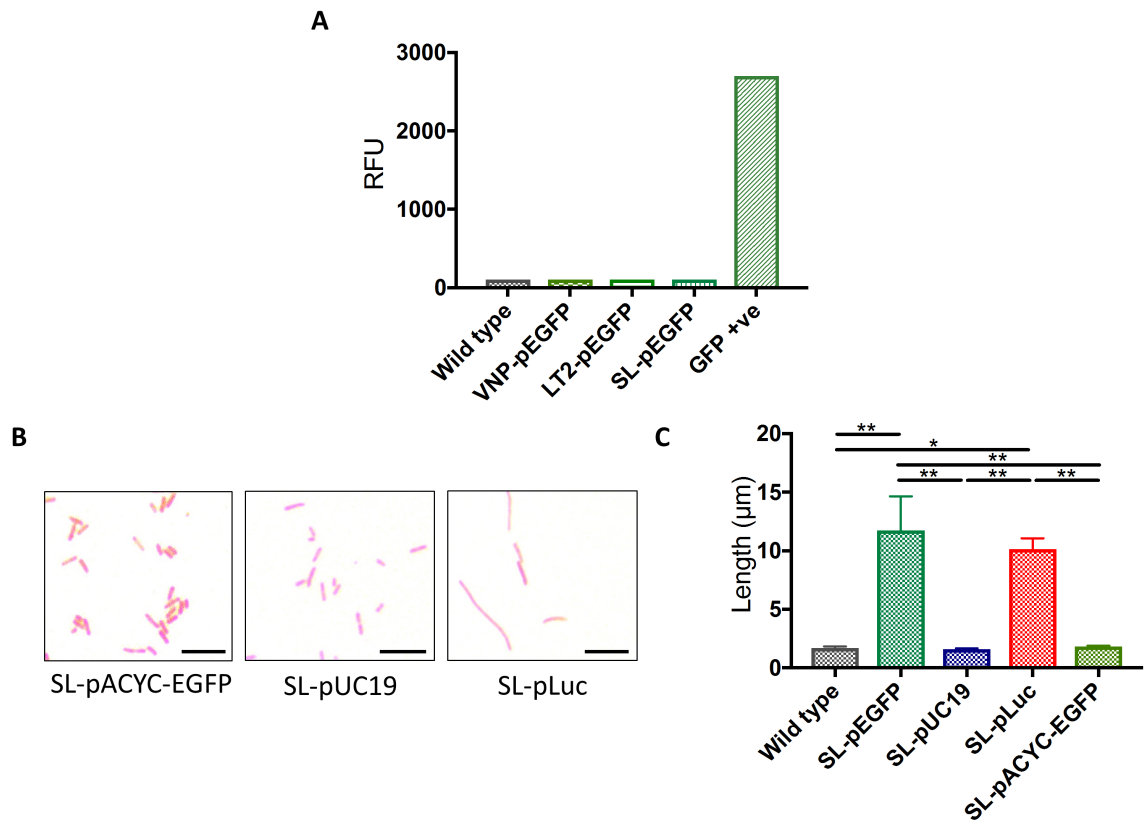 A
3000
2000
1000
0
RFU
Wild type
VNP-pEGFP
LT2-pEGFP
SL-pEGFP
GFP +ve
B
SL-pACYC-EGFP
SL-pUC19
SL-pLuc
C
20
15
10
5
0
Length (μm)
**
*
**
** ** **
Wild type
SL-pEGFP
SL-pUC19
SL-pLuc
SL-pACYC-EGFP